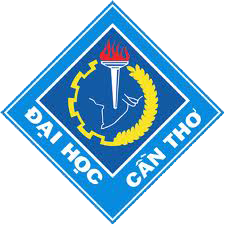 ĐẠI HỌC
CẦN THƠ